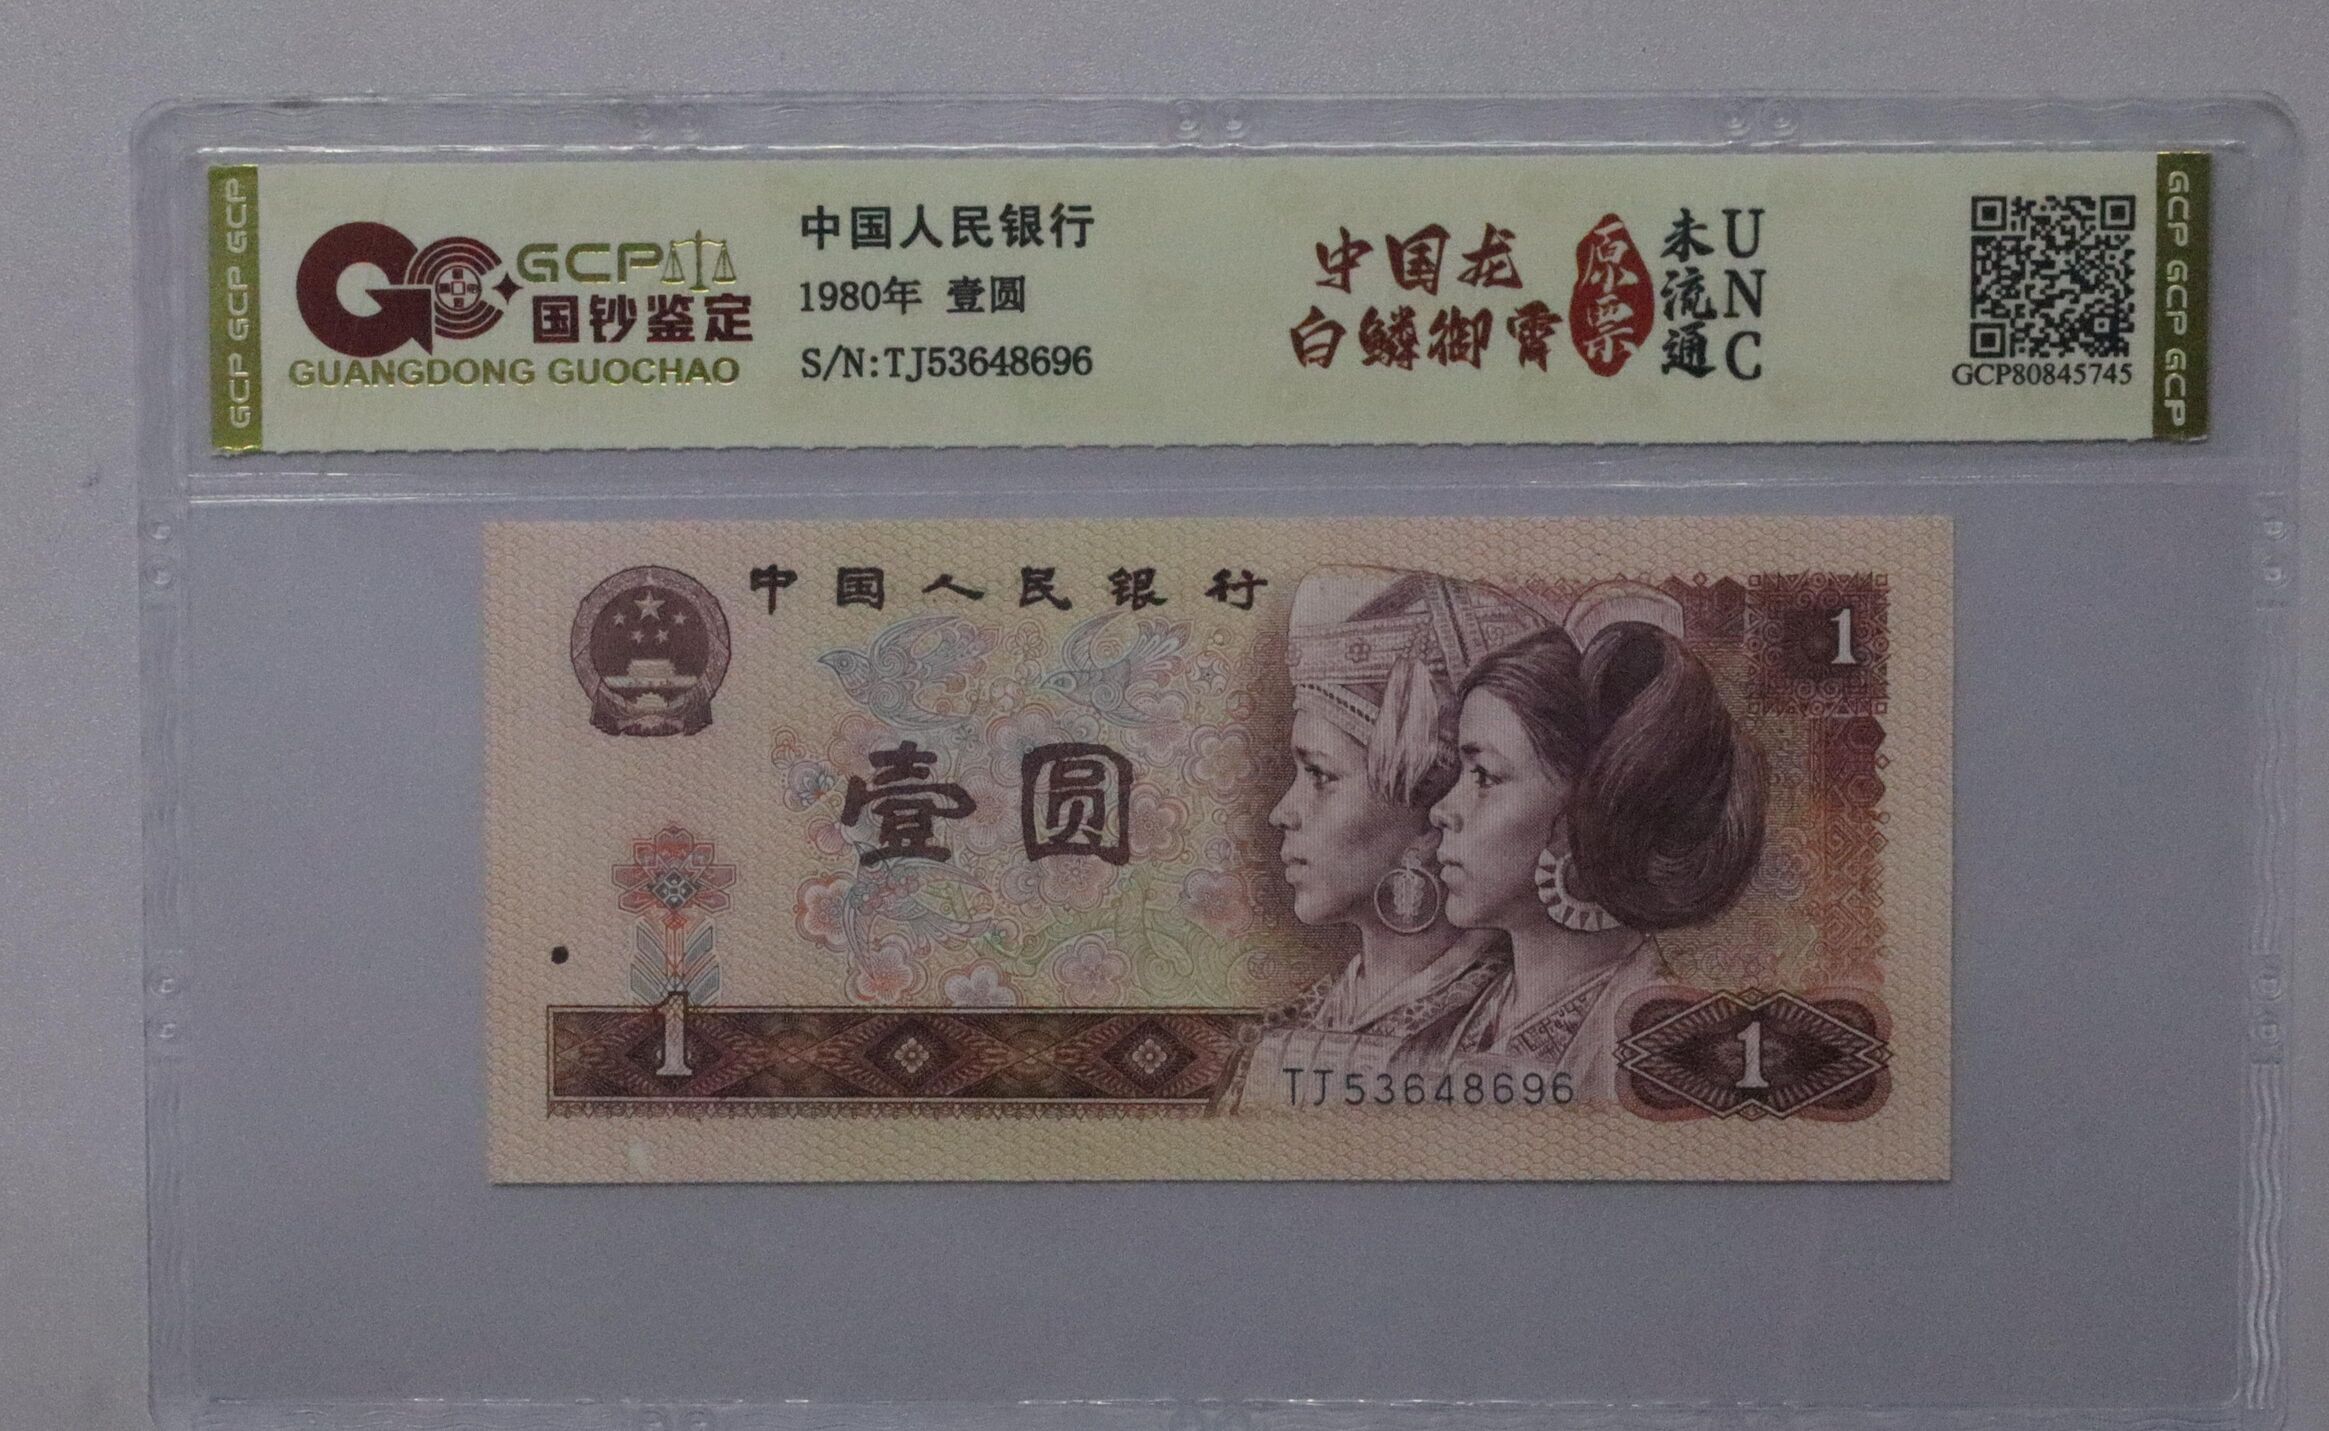 GCP GCP GCP
GCP
国钞鉴定
GUANGDONG GUOCHAO
中国人民银行
1980年 壹圆
S/N:TJ53648696
中国龙
白鳞御霄
原票
未流通
UNC
GCP80845745
GCP GCP GCP
中国人民银行
1
壹圆
1
1
TJ53648696